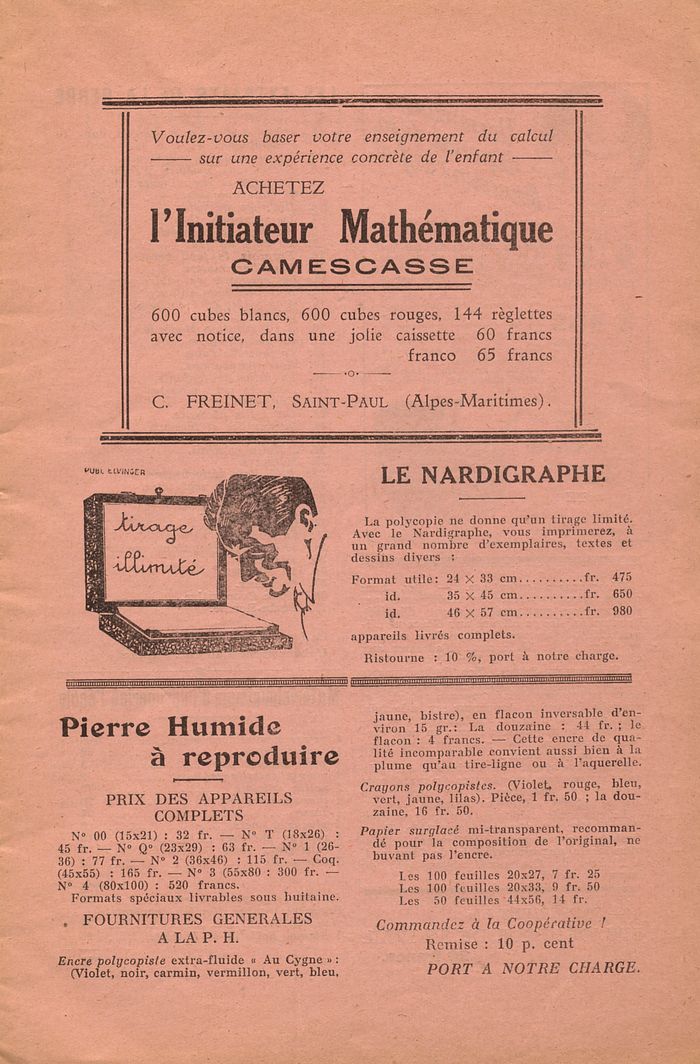 Voulez-vous baser votre enseignement du calcul
sur une expérience concrète de l'enfant
ACHETEZ
l'Initiateur Mathématique
CAMESCASSE
600 cubes blancs, 600 cubes rouges, 144 règlettes
avec notice, dans une jolie caissette 60 francs
franco 65 francs
C. FREINET, SAINT-PAUL (Alpes-Maritimes).
PUBL ELVINGER
tirage
illimité
LE NARDIGRAPHE
La polycopie ne donne qu'un tirage limité.
Avec le Nardigraphe, vous imprimerez, à
un grand nombre d'exemplaires, textes et
dessins divers :
Format utile: 24 × 33 cm..........fr. 475
id. 35 × 45 cm..........fr. 650
id. 46 × 57 cm..........fr. 980
appareils livrés complets.
Ristourne : 10 %, port à notre charge.
Pierre Humide
à reproduire
PRIX DES APPAREILS
COMPLETS
N° 00 (15x21) : 32 fr. — N° T (18x26) :
45 fr. — N° Q° (23x29) : 63 fr. — N° 1 (26-
36) : 77 fr. — N° 2 (36x46) : 115 fr. — Coq.
(45x55) : 165 fr. — N° 3 (55x80 : 300 fr. —
N° 4 (80x100) : 520 francs.
Formats spéciaux livrables sous huitaine.
FOURNITURES GENERALES
A LA P. H.
Encre polycopiste extra-fluide « Au Cygne » :
(Violet, noir, carmin, vermillon, vert, bleu,
jaune, bistre), en flacon inversable d'en-
viron 15 gr.: La douzaine : 44 fr. ; le
flacon : 4 francs. — Cette encre de qua-
lité incomparable convient aussi bien à la
plume qu'au tire-ligne ou à l'aquerelle.
Crayons polycopistes. (Violet, rouge, bleu,
vert, jaune, lilas). Pièce, 1 fr. 50 ; la dou-
zaine, 16 fr. 50.
Papier surglacé mi-transparent, recomman-
dé pour la composition de l'original, ne
buvant pas l'encre.
Les 100 feuilles 20x27, 7 fr. 25
Les 100 feuilles 20x33, 9 fr. 50
Les 50 feuilles 44x56, 14 fr.
Commandez à la Coopérative !
Remise : 10 p. cent
PORT A NOTRE CHARGE.